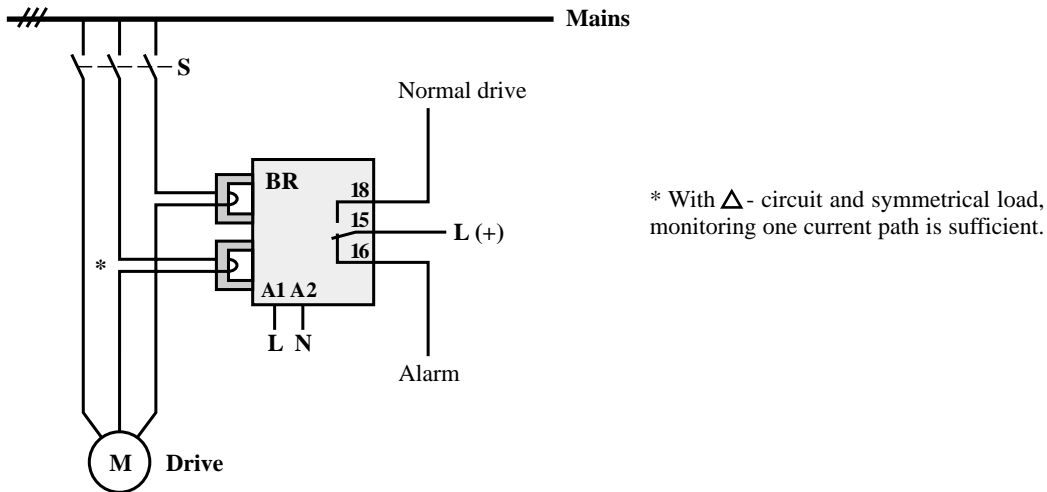 Mains
S
Normal drive
BR
18
15
L (+)
16
*
A1 A2
L N
Alarm
M
Drive
* With Δ - circuit and symmetrical load,
monitoring one current path is sufficient.